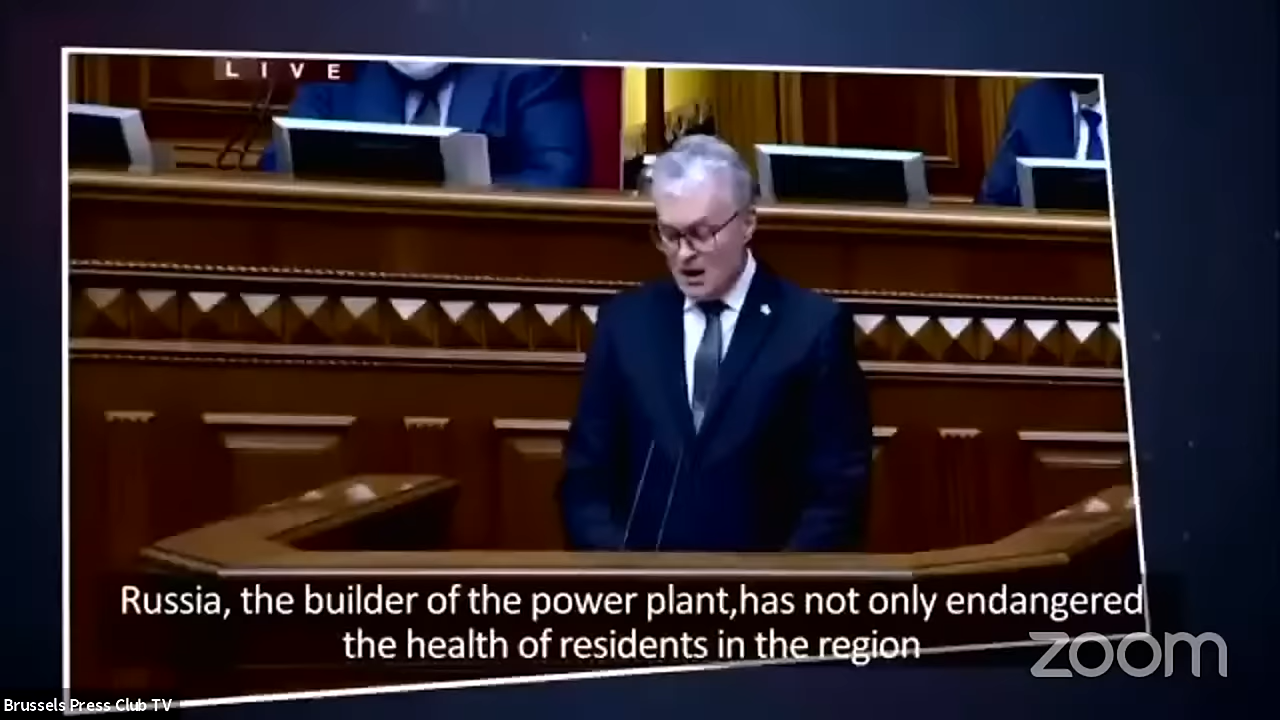 LIVE
Russia, the builder of the power plant,has not only endangered
the health of residents in the region
zoom
Brussels Press Club TV